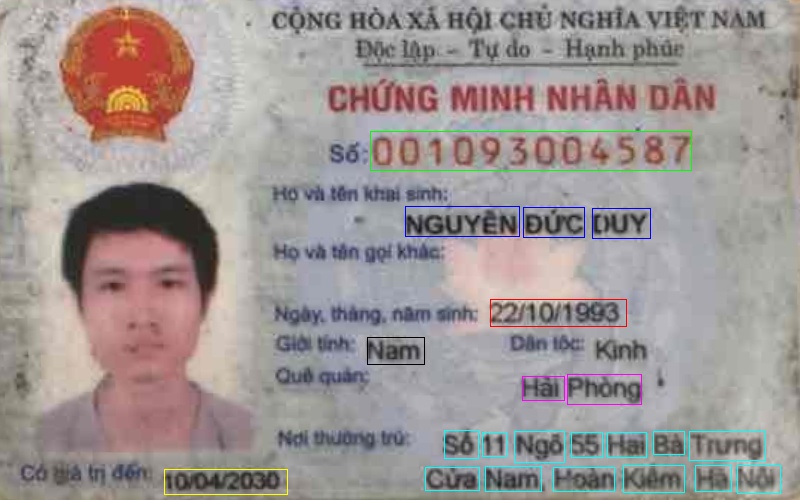 CỘNG HÒA XÃ HỘI CHỦ NGHĨA VIỆT NAM
Độc lập - Tự do - Hạnh phúc
CHỨNG MINH NHÂN DÂN
Số: 001093004587
Họ và tên khai sinh:
NGUYỄN ĐỨC DUY
Họ và tên gọi khác:
Ngày, tháng, năm sinh: 22/10/1993
Giới tính: Nam Dân tộc: Kinh
Quê quán: Hải Phòng
Nơi thường trú: Số 11 Ngõ 55 Hai Bà Trưng
Cửa Nam, Hoàn Kiếm, Hà Nội
Có giá trị đến: 10/04/2030